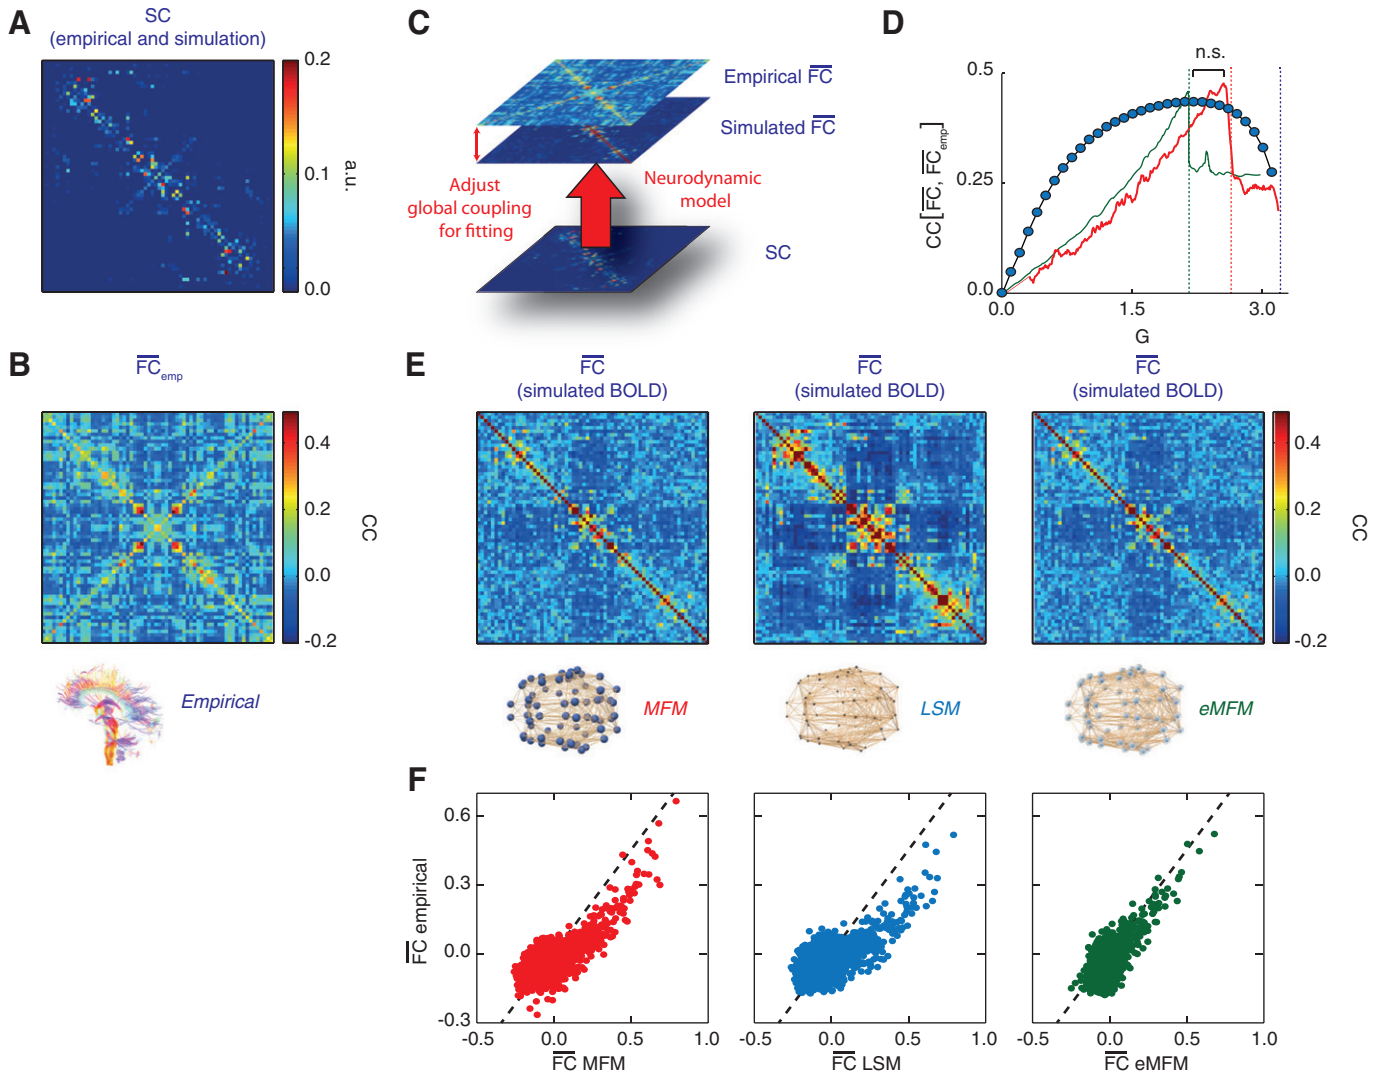 A
SC
(empirical and simulation)
0.2
0.1
0.0
a.u.
B
FC emp
0.4
0.2
0.0
-0.2
CC
Empirical
C
Empirical FC
Simulated FC
Adjust
global coupling
for fitting
Neurodynamic
model
SC
D
n.s.
0.5
0.25
0.0
CC[FC, FCemp]
0.0
1.5
3.0
G
E
FC
(simulated BOLD)
FC
(simulated BOLD)
FC
(simulated BOLD)
0.4
0.2
0.0
-0.2
CC
MFM
LSM
eMFM
F
0.6
0.3
0.0
-0.3
FC empirical
-0.5
0.0
0.5
1.0
FC MFM
-0.5
0.0
0.5
1.0
FC LSM
-0.5
0.0
0.5
1.0
FC eMFM